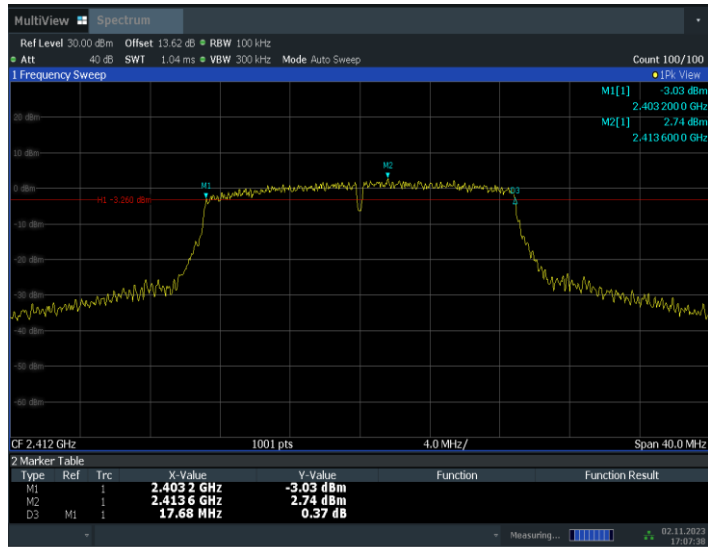 MultiView Spectrum
Ref Level 30.00 dBm Offset 13.62 dB RBW 100 kHz
Att 40 dB SWT 1.04 ms VBW 300 kHz Mode Auto Sweep Count 100/100
1 Frequency Sweep 1Pk View
M1[1] -3.03 dBm
2.403 200 0 GHz
20 dBm M2[1] 2.74 dBm
2.413 600 0 GHz
10 dBm
M2
0 dBm M1 D3
H1 -3.260 dBm
-10 dBm
-20 dBm
-30 dBm
-40 dBm
-50 dBm
-60 dBm
CF 2.412 GHz 1001 pts 4.0 MHz/ Span 40.0 MHz
2 Marker Table
Type Ref Trc X-Value Y-Value Function Function Result
M1 1 2.403 2 GHz -3.03 dBm
M2 1 2.413 6 GHz 2.74 dBm
D3 M1 1 17.68 MHz 0.37 dB
Measuring... 02.11.2023
17:07:38